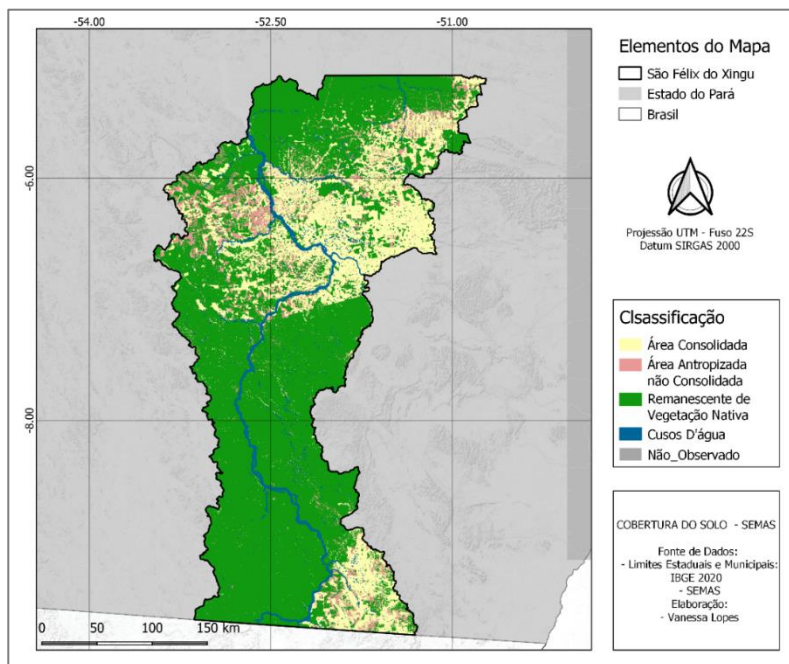 -54.00
-52.50
-51.00
-6.00
-8.00
0 50 100 150 km
Elementos do Mapa
São Félix do Xingu
Estado do Pará
Brasil
Projessão UTM - Fuso 22S
Datum SIRGAS 2000
Clsassificação
Área Consolidada
Área Antropizada
não Consolidada
Remanescente de
Vegetação Nativa
Cusos D'água
Não_Observado
COBERTURA DO SOLO - SEMAS
Fonte de Dados:
- Limites Estaduais e Municipais:
IBGE 2020
- SEMAS
Elaboração:
- Vanessa Lopes